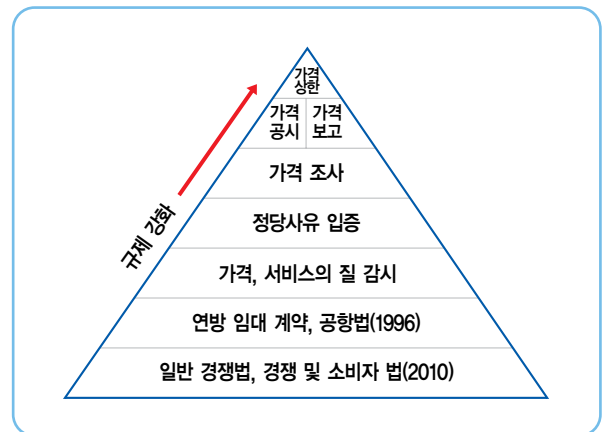 가격
상한
가격 가격
공시 보고
가격 조사
정당사유 입증
가격, 서비스의 질 감시
연방 임대 계약, 공항법(1996)
일반 경쟁법, 경쟁 및 소비자 법(2010)
규제 강화